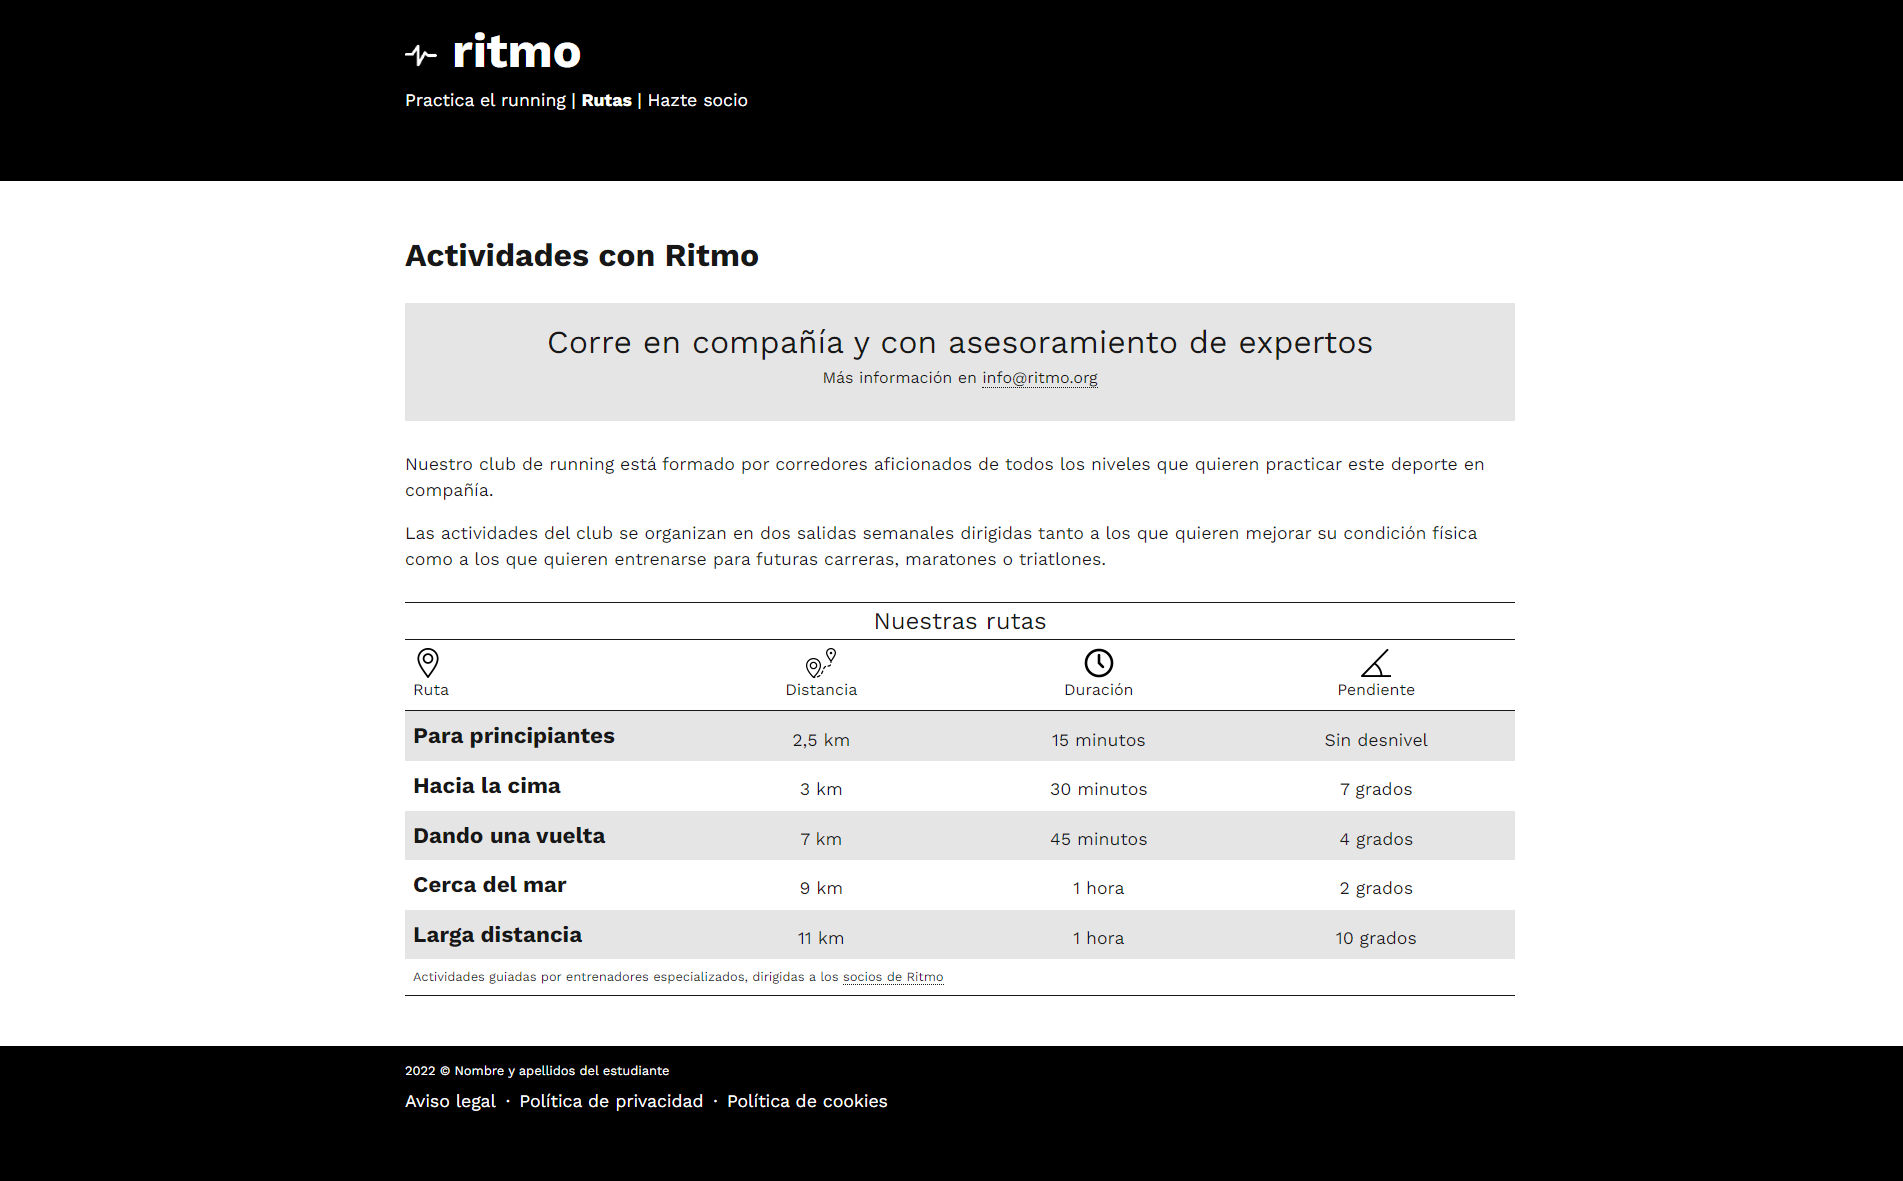 ritmo
Practica el running | Rutas | Hazte socio
Actividades con Ritmo
Corre en compañía y con asesoramiento de expertos
Más información en info@ritmo.org
Nuestro club de running está formado por corredores aficionados de todos los niveles que quieren practicar este deporte en
compañía.
Las actividades del club se organizan en dos salidas semanales dirigidas tanto a los que quieren mejorar su condición física
como a los que quieren entrenarse para futuras carreras, maratones o triatlones.
Nuestras rutas
Ruta Distancia Duración Pendiente
Para principiantes 2,5 km 15 minutos Sin desnivel
Hacia la cima 3 km 30 minutos 7 grados
Dando una vuelta 7 km 45 minutos 4 grados
Cerca del mar 9 km 1 hora 2 grados
Larga distancia 11 km 1 hora 10 grados
Actividades guiadas por entrenadores especializados, dirigidas a los socios de Ritmo
2022 © Nombre y apellidos del estudiante
Aviso legal · Política de privacidad · Política de cookies